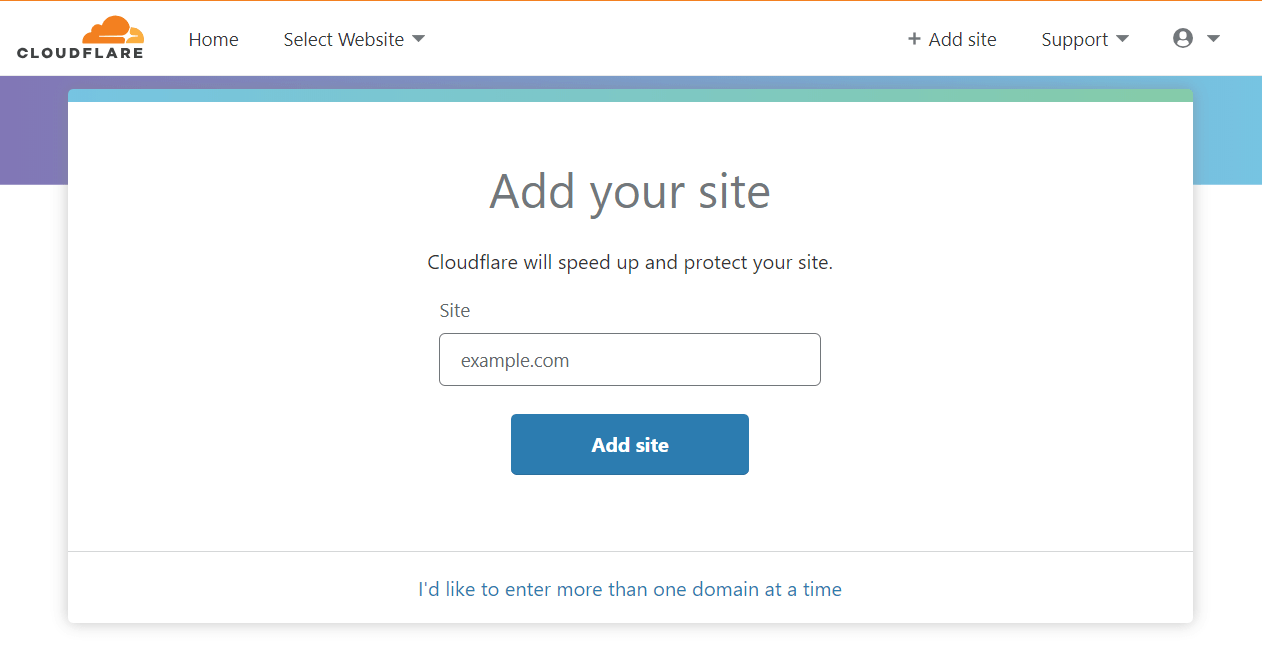 CLOUDFLARE
Home
Select Website
+ Add site
Support
Add your site
Cloudflare will speed up and protect your site.
Site
example.com
Add site
I'd like to enter more than one domain at a time